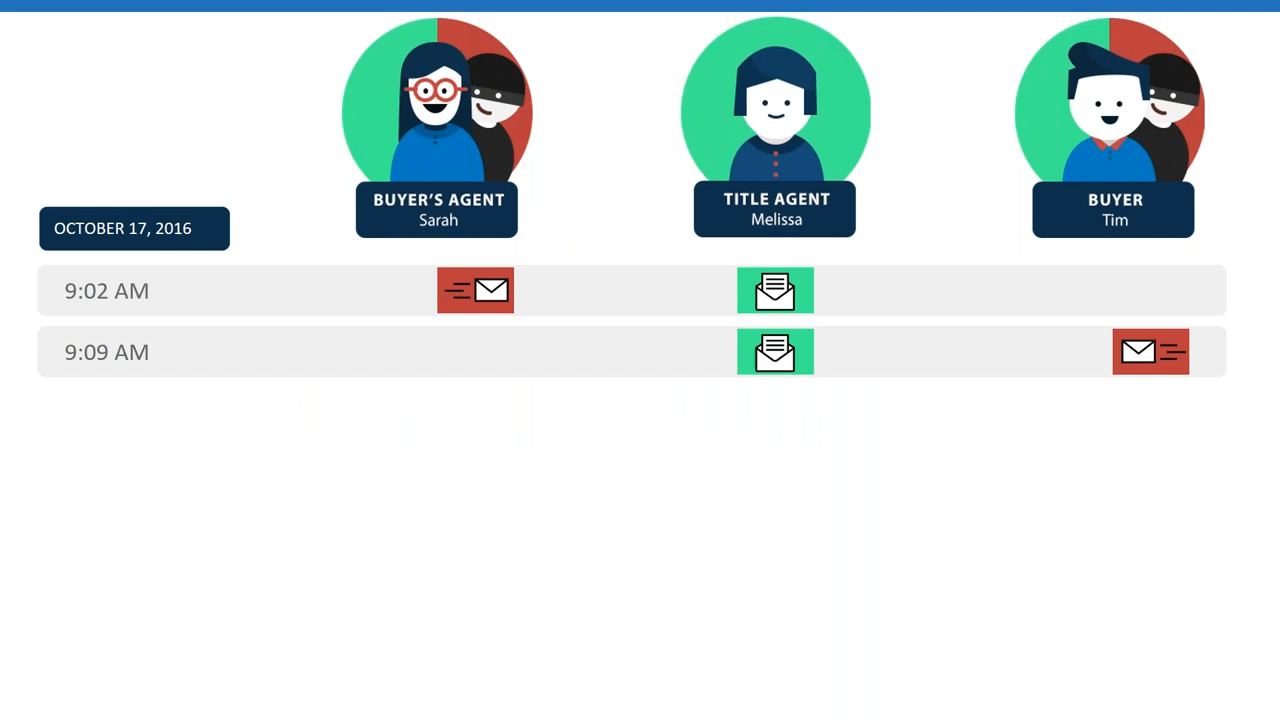 BUYER'S AGENT
Sarah
TITLE AGENT
Melissa
BUYER
Tim
OCTOBER 17, 2016
9:02 AM
9:09 AM